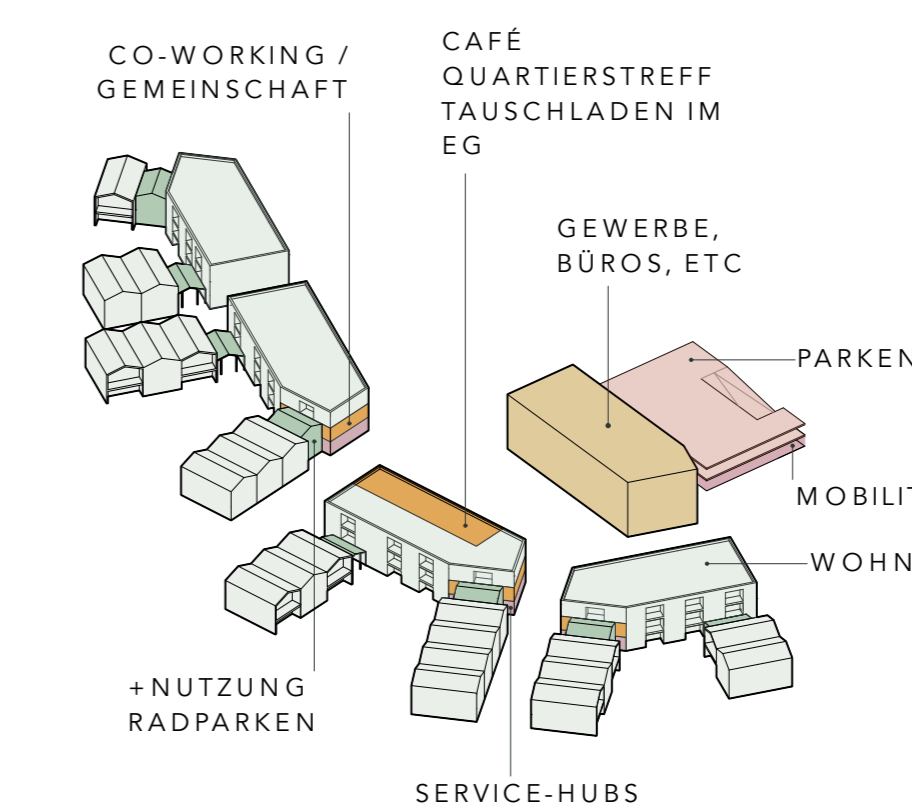 CO-WORKING /
GEMEINSCHAFT
CAFÉ
QUARTIERSTREFF
TAUSCHLADEN IM
EG
GEWERBE,
BÜROS, ETC
PARKEN
MOBILIT
WOHN
+NUTZUNG
RADPARKEN
SERVICE-HUBS